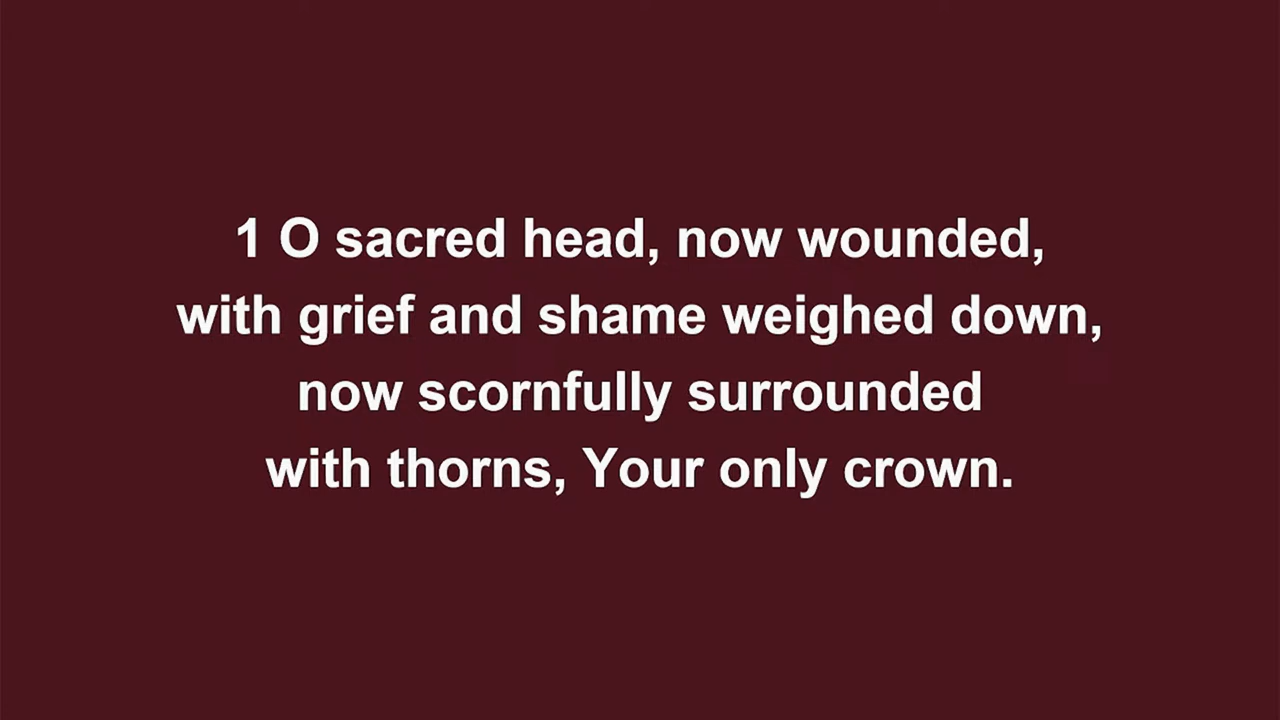 1 O sacred head, now wounded,
with grief and shame weighed down,
now scornfully surrounded
with thorns, Your only crown.